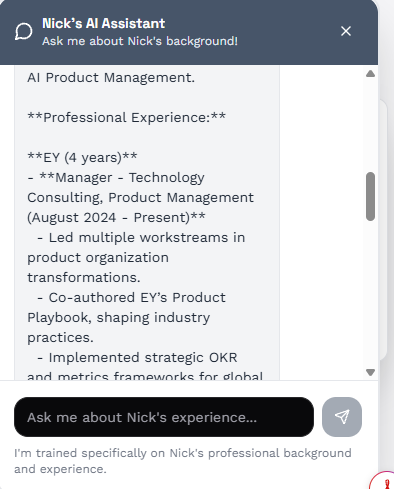 Nick's AI Assistant
Ask me about Nick's background!
AI Product Management.
**Professional Experience:**
**EY (4 years)**
- **Manager - Technology
Consulting, Product Management
(August 2024 - Present)**
- Led multiple workstreams in
product organization
transformations.
- Co-authored EY’s Product
Playbook, shaping industry
practices.
- Implemented strategic OKR
and metrics frameworks for global
Ask me about Nick's experience...
I'm trained specifically on Nick's professional background
and experience.